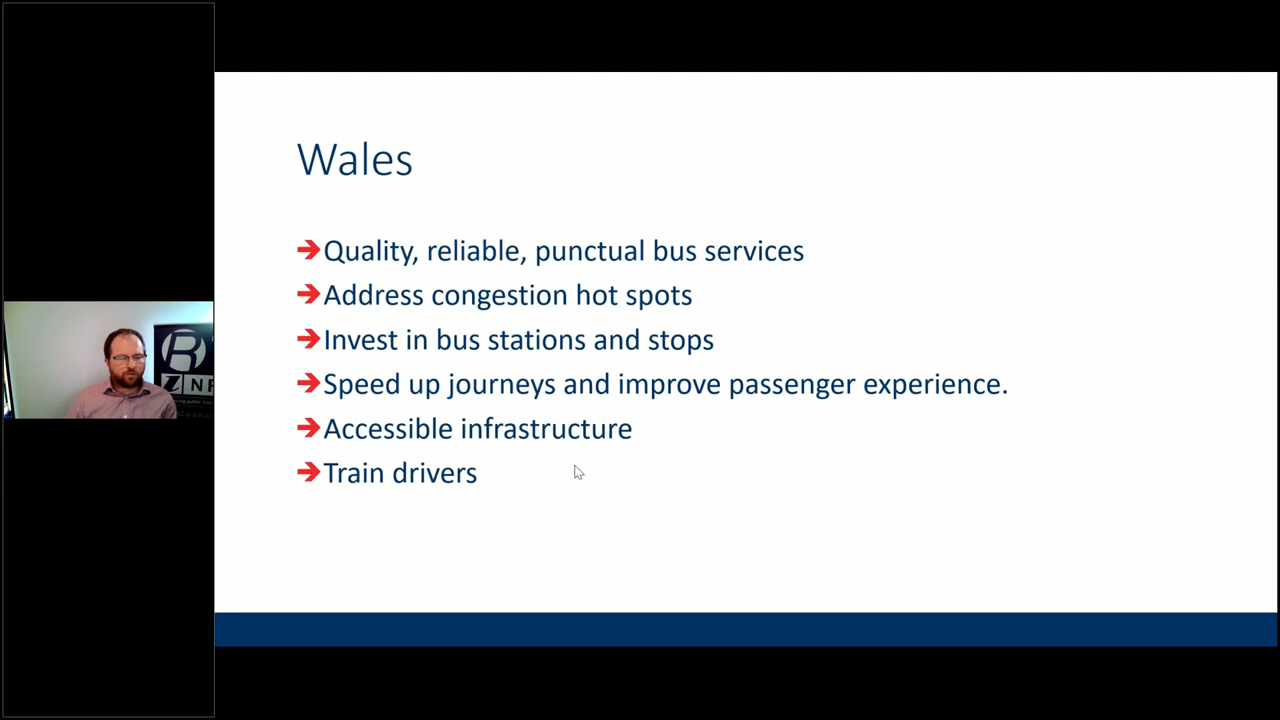 Wales
Quality, reliable, punctual bus services
Address congestion hot spots
Invest in bus stations and stops
Speed up journeys and improve passenger experience.
Accessible infrastructure
Train drivers